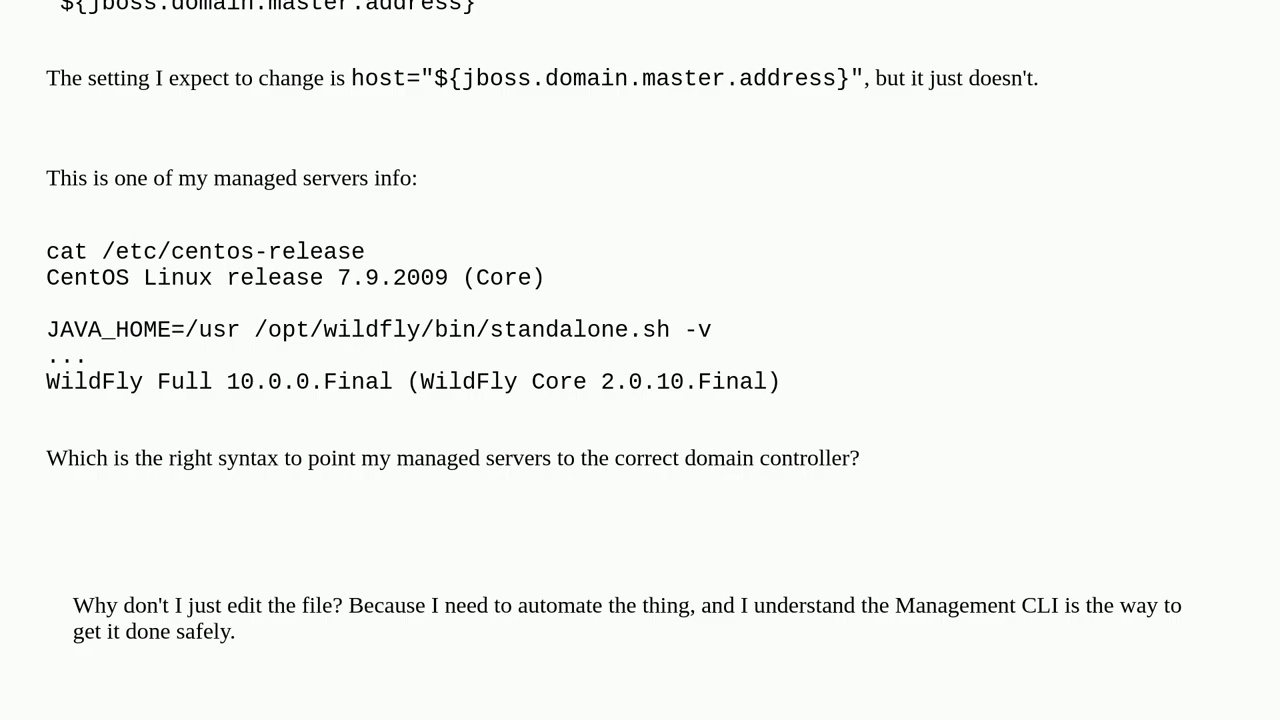 ${jboss.domain.master.address}
The setting I expect to change is host="${jboss.domain.master.address}", but it just doesn't.
This is one of my managed servers info:
cat /etc/centos-release
CentOS Linux release 7.9.2009 (Core)
JAVA_HOME=/usr /opt/wildfly/bin/standalone.sh -v
...
WildFly Full 10.0.0.Final (WildFly Core 2.0.10.Final)
Which is the right syntax to point my managed servers to the correct domain controller?
Why don't I just edit the file? Because I need to automate the thing, and I understand the Management CLI is the way to
get it done safely.